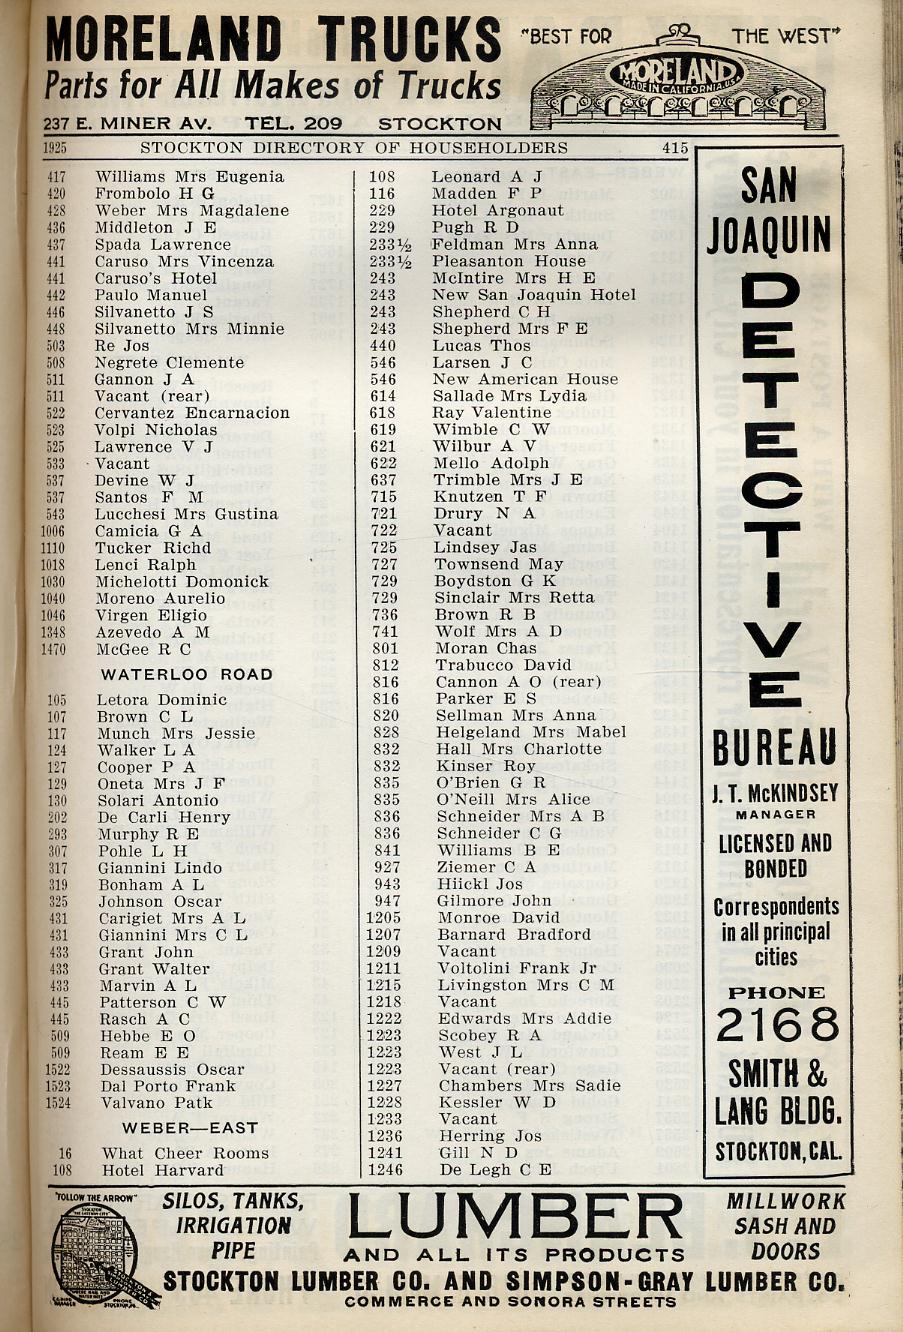 MORELAND TRUCKS
Parts for All Makes of Trucks
237 E. MINER AV. TEL. 209 STOCKTON
"BEST FOR THE WEST"
MORELAND
MADE IN CALIFORNIA, U.S.A.
1925 STOCKTON DIRECTORY OF HOUSEHOLDERS 415
417 Williams Mrs Eugenia
420 Frombolo H G
428 Weber Mrs Magdalene
436 Middleton J E
437 Spada Lawrence
441 Caruso Mrs Vincenza
441 Caruso's Hotel
442 Paulo Manuel
446 Silvanetto J S
448 Silvanetto Mrs Minnie
503 Re Jos
508 Negrete Clemente
511 Gannon J A
511 Vacant (rear)
522 Cervantez Encarnacion
523 Volpi Nicholas
525 Lawrence V J
533 Vacant
537 Devine W J
537 Santos F M
543 Lucchesi Mrs Gustina
1006 Camicia G A
1110 Tucker Richd
1018 Lenci Ralph
1030 Michelotti Domonick
1040 Moreno Aurelio
1046 Virgen Eligio
1348 Azevedo A M
1470 McGee R C
WATERLOO ROAD
105 Letora Dominic
107 Brown C L
117 Munch Mrs Jessie
124 Walker L A
127 Cooper P A
129 Oneta Mrs J F
130 Solari Antonio
202 De Carli Henry
293 Murphy R E
307 Pohle L H
317 Giannini Lindo
319 Bonham A L
325 Johnson Oscar
431 Carigiet Mrs A L
431 Giannini Mrs C L
433 Grant John
433 Grant Walter
433 Marvin A L
445 Patterson C W
445 Rasch A C
509 Hebbe E O
509 Ream E E
1522 Dessaussis Oscar
1523 Dal Porto Frank
1524 Valvano Patk
WEBER—EAST
16 What Cheer Rooms
108 Hotel Harvard
108 Leonard A J
116 Madden F P
229 Hotel Argonaut
229 Pugh R D
233½ Feldman Mrs Anna
233½ Pleasanton House
243 McIntire Mrs H E
243 New San Joaquin Hotel
243 Shepherd C H
243 Shepherd Mrs F E
440 Lucas Thos
546 Larsen J C
546 New American House
614 Sallade Mrs Lydia
618 Ray Valentine
619 Wimble C W
621 Wilbur A V
622 Mello Adolph
637 Trimble Mrs J E
715 Knutzen T F
721 Drury N A
722 Vacant
725 Lindsey Jas
727 Townsend May
729 Boydston G K
729 Sinclair Mrs Retta
736 Brown R B
741 Wolf Mrs A D
801 Moran Chas
812 Trabucco David
816 Cannon A O (rear)
816 Parker E S
820 Sellman Mrs Anna
828 Helgeland Mrs Mabel
832 Hall Mrs Charlotte
832 Kinser Roy
835 O'Brien G R
835 O'Neill Mrs Alice
836 Schneider Mrs A B
836 Schneider C G
841 Williams B E
927 Ziemer C A
943 Hiickl Jos
947 Gilmore John
1205 Monroe David
1207 Barnard Bradford
1209 Vacant
1211 Voltolini Frank Jr
1215 Livingston Mrs C M
1218 Vacant
1222 Edwards Mrs Addie
1223 Scobey R A
1223 West J L
1223 Vacant (rear)
1227 Chambers Mrs Sadie
1228 Kessler W D
1233 Vacant
1236 Herring Jos
1241 Gill N D
1246 De Legh C E
SAN
JOAQUIN
DETECTIVE
BUREAU
J. T. McKINDSEY
MANAGER
LICENSED AND
BONDED
Correspondents
in all principal
cities
PHONE
2168
SMITH &
LANG BLDG.
STOCKTON, CAL.
"FOLLOW THE ARROW"
SILOS, TANKS,
IRRIGATION
PIPE
LUMBER
AND ALL ITS PRODUCTS
MILLWORK
SASH AND
DOORS
STOCKTON LUMBER CO. AND SIMPSON-GRAY LUMBER CO.
COMMERCE AND SONORA STREETS